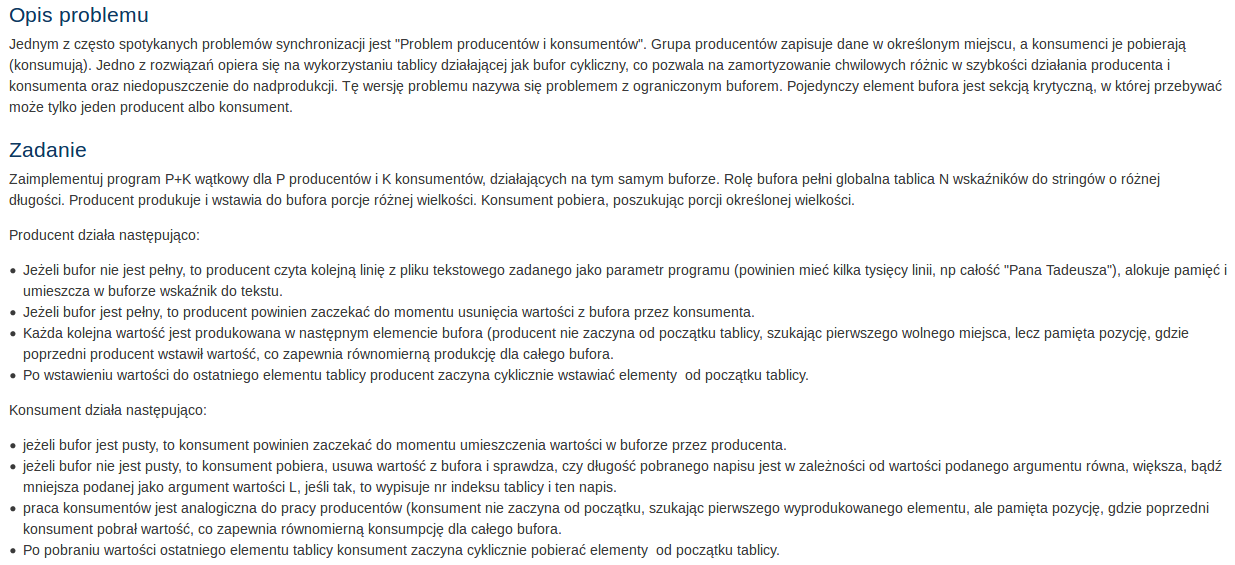 Opis problemu
Jednym z często spotykanych problemów synchronizacji jest "Problem producentów i konsumentów". Grupa producentów zapisuje dane w określonym miejscu, a konsumenci je pobierają
(konsumują). Jedno z rozwiązań opiera się na wykorzystaniu tablicy działającej jak bufor cykliczny, co pozwala na zamortyzowanie chwilowych różnic w szybkości działania producenta i
konsumenta oraz niedopuszczenie do nadprodukcji. Tę wersję problemu nazywa się problemem z ograniczonym buforem. Pojedynczy element bufora jest sekcją krytyczną, w której przebywać
może tylko jeden producent albo konsument.
Zadanie
Zaimplementuj program P+K wątkowy dla P producentów i K konsumentów, działających na tym samym buforze. Rolę bufora pełni globalna tablica N wskaźników do stringów o różnej
długości. Producent produkuje i wstawia do bufora porcje różnej wielkości. Konsument pobiera, poszukując porcji określonej wielkości.
Producent działa następująco:
• Jeżeli bufor nie jest pełny, to producent czyta kolejną linię z pliku tekstowego zadanego jako parametr programu (powinien mieć kilka tysięcy linii, np całość "Pana Tadeusza"), alokuje pamięć i
umieszcza w buforze wskaźnik do tekstu.
• Jeżeli bufor jest pełny, to producent powinien zaczekać do momentu usunięcia wartości z bufora przez konsumenta.
• Każda kolejna wartość jest produkowana w następnym elemencie bufora (producent nie zaczyna od początku tablicy, szukając pierwszego wolnego miejsca, lecz pamięta pozycję, gdzie
poprzedni producent wstawił wartość, co zapewnia równomierną produkcję dla całego bufora.
• Po wstawieniu wartości do ostatniego elementu tablicy producent zaczyna cyklicznie wstawiać elementy  od początku tablicy.
Konsument działa następująco:
• jeżeli bufor jest pusty, to konsument powinien zaczekać do momentu umieszczenia wartości w buforze przez producenta.
• jeżeli bufor nie jest pusty, to konsument pobiera, usuwa wartość z bufora i sprawdza, czy długość pobranego napisu jest w zależności od wartości podanego argumentu równa, większa, bądź
mniejsza podanej jako argument wartości L, jeśli tak, to wypisuje nr indeksu tablicy i ten napis.
• praca konsumentów jest analogiczna do pracy producentów (konsument nie zaczyna od początku, szukając pierwszego wyprodukowanego elementu, ale pamięta pozycję, gdzie poprzedni
konsument pobrał wartość, co zapewnia równomierną konsumpcję dla całego bufora.
• Po pobraniu wartości ostatniego elementu tablicy konsument zaczyna cyklicznie pobierać elementy  od początku tablicy.